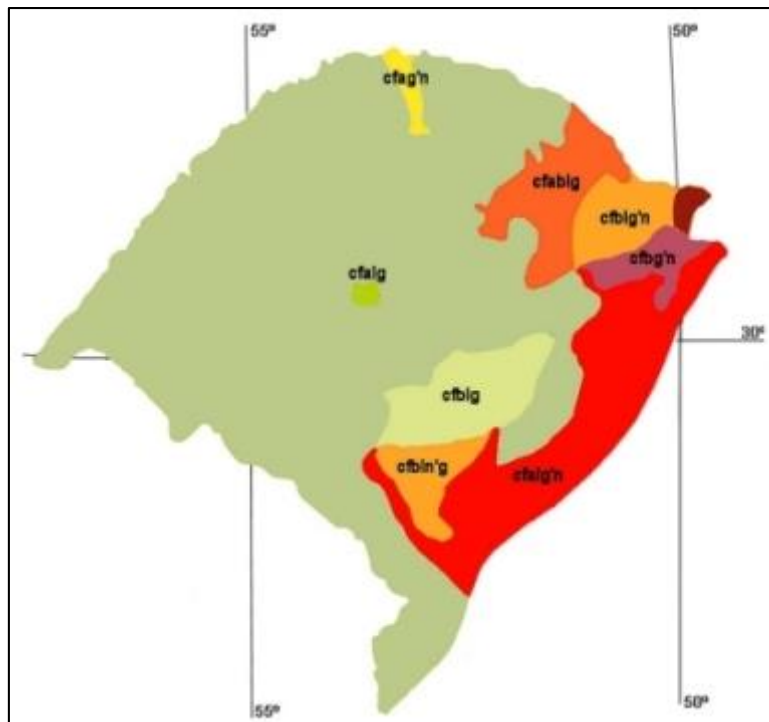 55º
50º
cfag'n
cfablg
cfblg'n
cfbg'n
cfalg
30º
cfblg
cfbln'g
cfalg'n
55º
50º